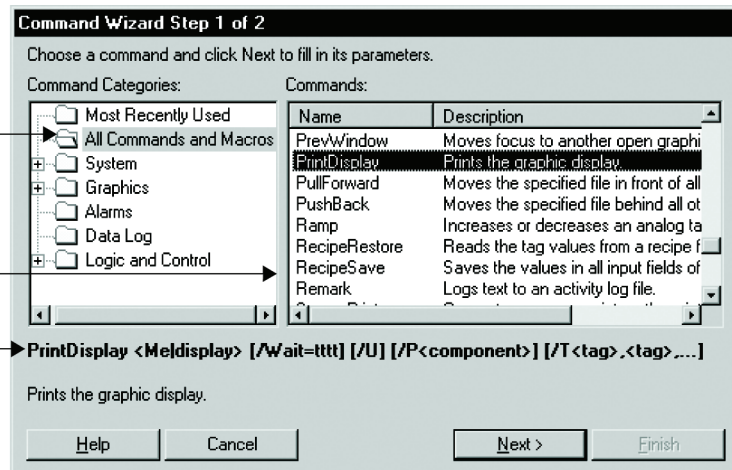 Command Wizard Step 1 of 2
Choose a command and click Next to fill in its parameters.
Command Categories:
Most Recently Used
All Commands and Macros
System
Graphics
Alarms
Data Log
Logic and Control
Commands:
Name Description
PrevWindow Moves focus to another open graphi
PrintDisplay Prints the graphic display.
PullForward Moves the specified file in front of all
PushBack Moves the specified file behind all ot
Ramp Increases or decreases an analog ta
RecipeRestore Reads the tag values from a recipe f
RecipeSave Saves the values in all input fields of
Remark Logs text to an activity log file.
PrintDisplay <Me|display> [/Wait=tttt] [/U] [/P<component>] [/T<tag>,<tag>,...]
Prints the graphic display.
Help Cancel Next > Finish